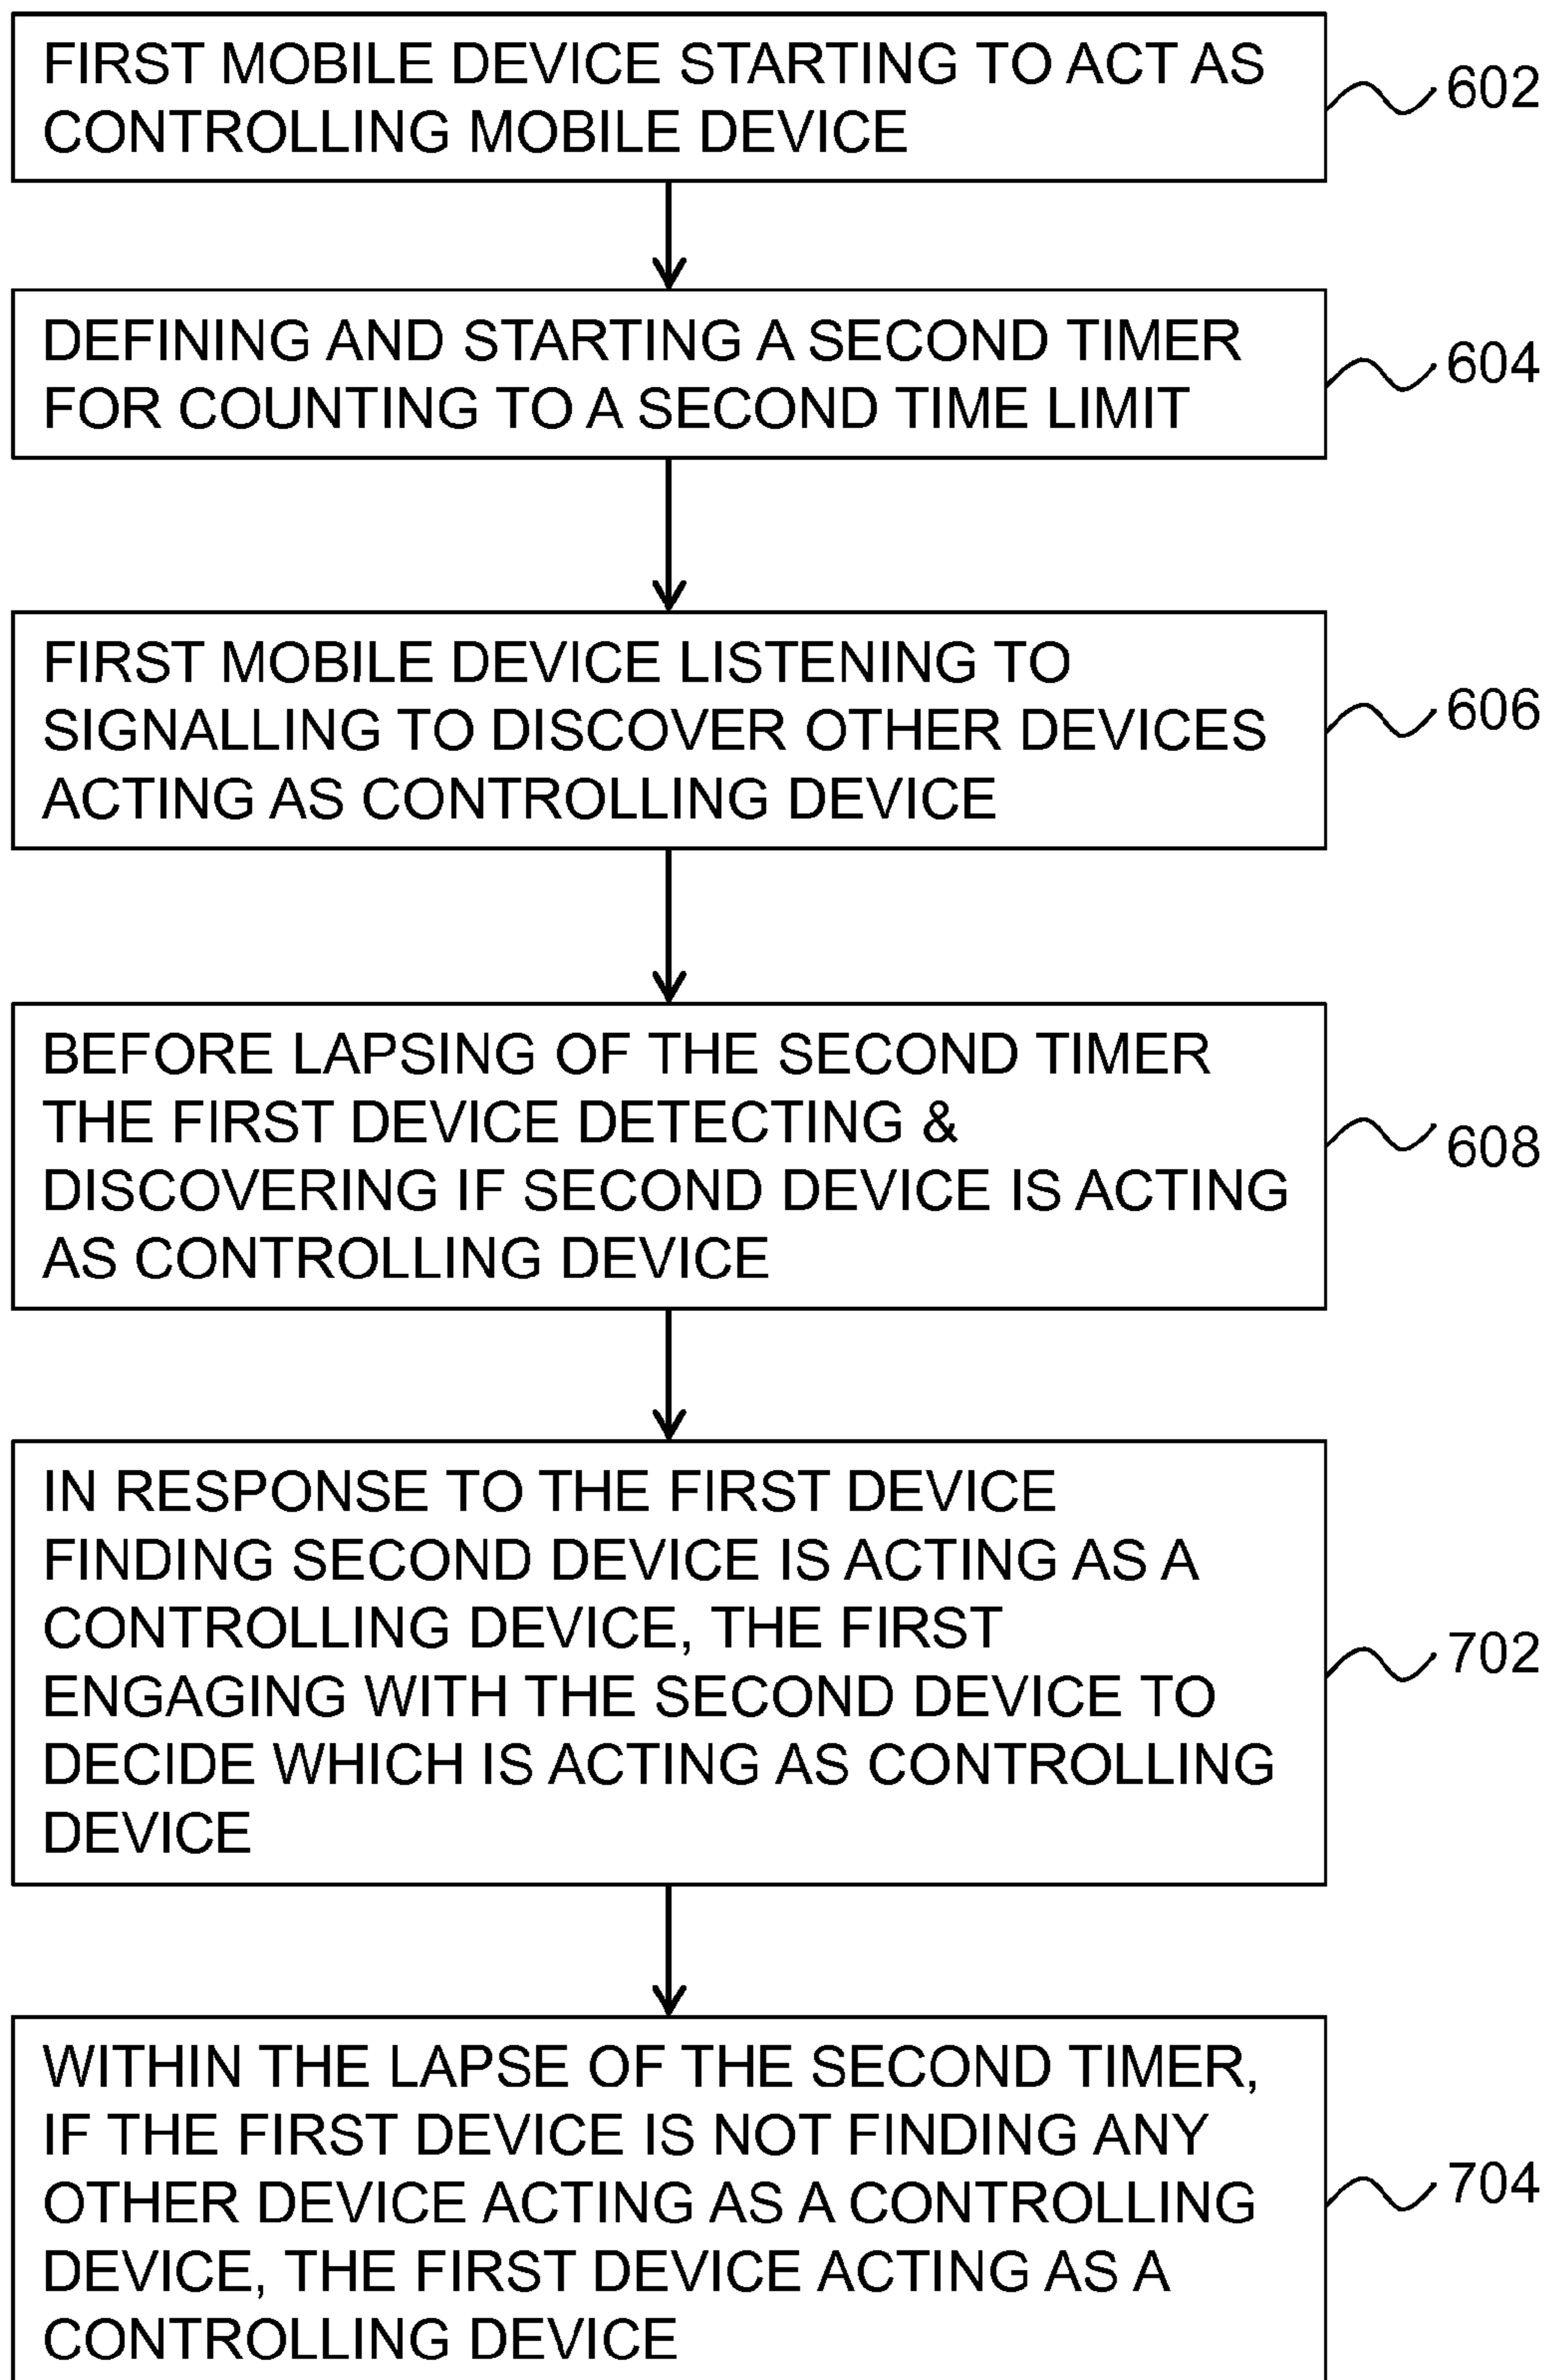 FIRST MOBILE DEVICE STARTING TO ACT AS
CONTROLLING MOBILE DEVICE
602
DEFINING AND STARTING A SECOND TIMER
FOR COUNTING TO A SECOND TIME LIMIT
604
FIRST MOBILE DEVICE LISTENING TO
SIGNALLING TO DISCOVER OTHER DEVICES
ACTING AS CONTROLLING DEVICE
606
BEFORE LAPSING OF THE SECOND TIMER
THE FIRST DEVICE DETECTING &
DISCOVERING IF SECOND DEVICE IS ACTING
AS CONTROLLING DEVICE
608
IN RESPONSE TO THE FIRST DEVICE
FINDING SECOND DEVICE IS ACTING AS A
CONTROLLING DEVICE, THE FIRST
ENGAGING WITH THE SECOND DEVICE TO
DECIDE WHICH IS ACTING AS CONTROLLING
DEVICE
702
WITHIN THE LAPSE OF THE SECOND TIMER,
IF THE FIRST DEVICE IS NOT FINDING ANY
OTHER DEVICE ACTING AS A CONTROLLING
DEVICE, THE FIRST DEVICE ACTING AS A
CONTROLLING DEVICE
704